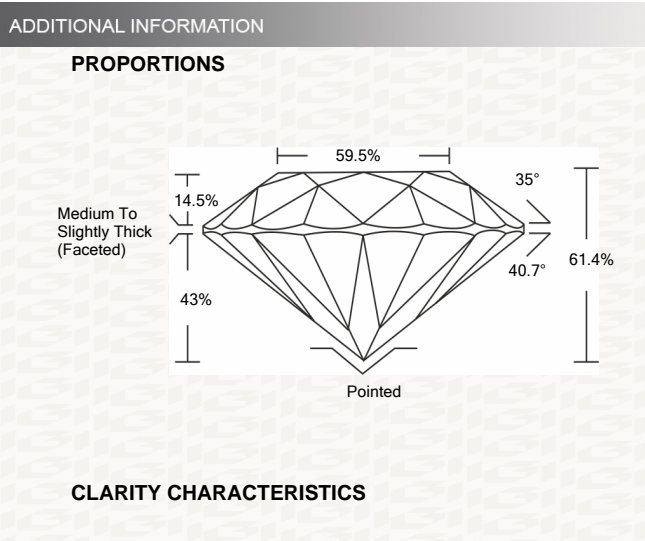 ADDITIONAL INFORMATION
PROPORTIONS
59.5%
35°
14.5%
Medium To
Slightly Thick
(Faceted)
61.4%
40.7°
43%
Pointed
CLARITY CHARACTERISTICS